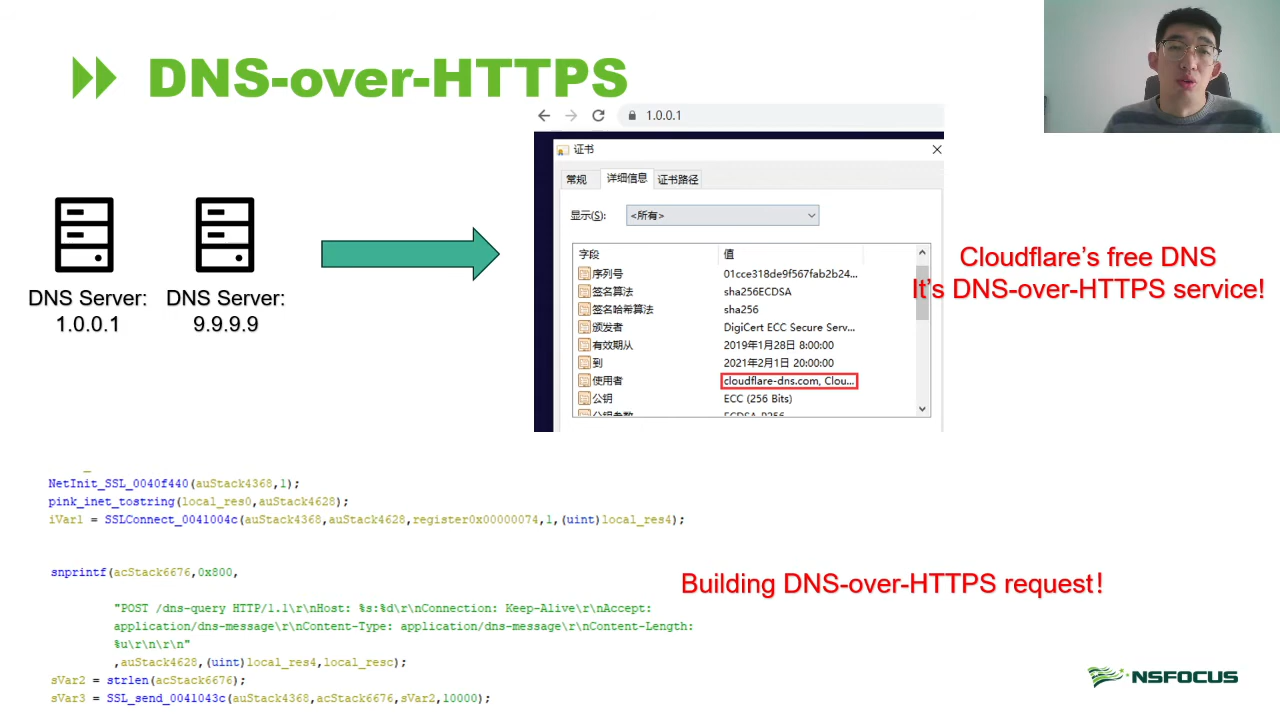 DNS-over-HTTPS
1.0.0.1
证书
常规 详细信息 证书路径
显示(S): <所有>
字段 值
序列号 01cce318de9f567fab2b24...
签名算法 sha256ECDSA
签名哈希算法 sha256
颁发者 DigiCert ECC Secure Serv...
有效期从 2019年1月28日 8:00:00
到 2021年2月1日 20:00:00
使用者 cloudflare-dns.com, Clou...
公钥 ECC (256 Bits)
公钥参数 ECDSA_P256
DNS Server:
1.0.0.1
DNS Server:
9.9.9.9
Cloudflare's free DNS
It's DNS-over-HTTPS service!
NetInit_SSL_0040f440(auStack4368,1);
pink_inet_tostring(local_res0,auStack4628);
iVar1 = SSLConnect_0041004c(auStack4368,auStack4628,register0x00000074,1,(uint)local_res4);
snprintf(acStack6676,0x800,
"POST /dns-query HTTP/1.1\r\nHost: %s:%d\r\nConnection: Keep-Alive\r\nAccept:
application/dns-message\r\nContent-Type: application/dns-message\r\nContent-Length:
%u\r\n\r\n"
,auStack4628,(uint)local_res4,local_resc);
sVar2 = strlen(acStack6676);
sVar3 = SSL_send_0041043c(auStack4368,acStack6676,sVar2,10000);
Building DNS-over-HTTPS request!
NSFOCUS